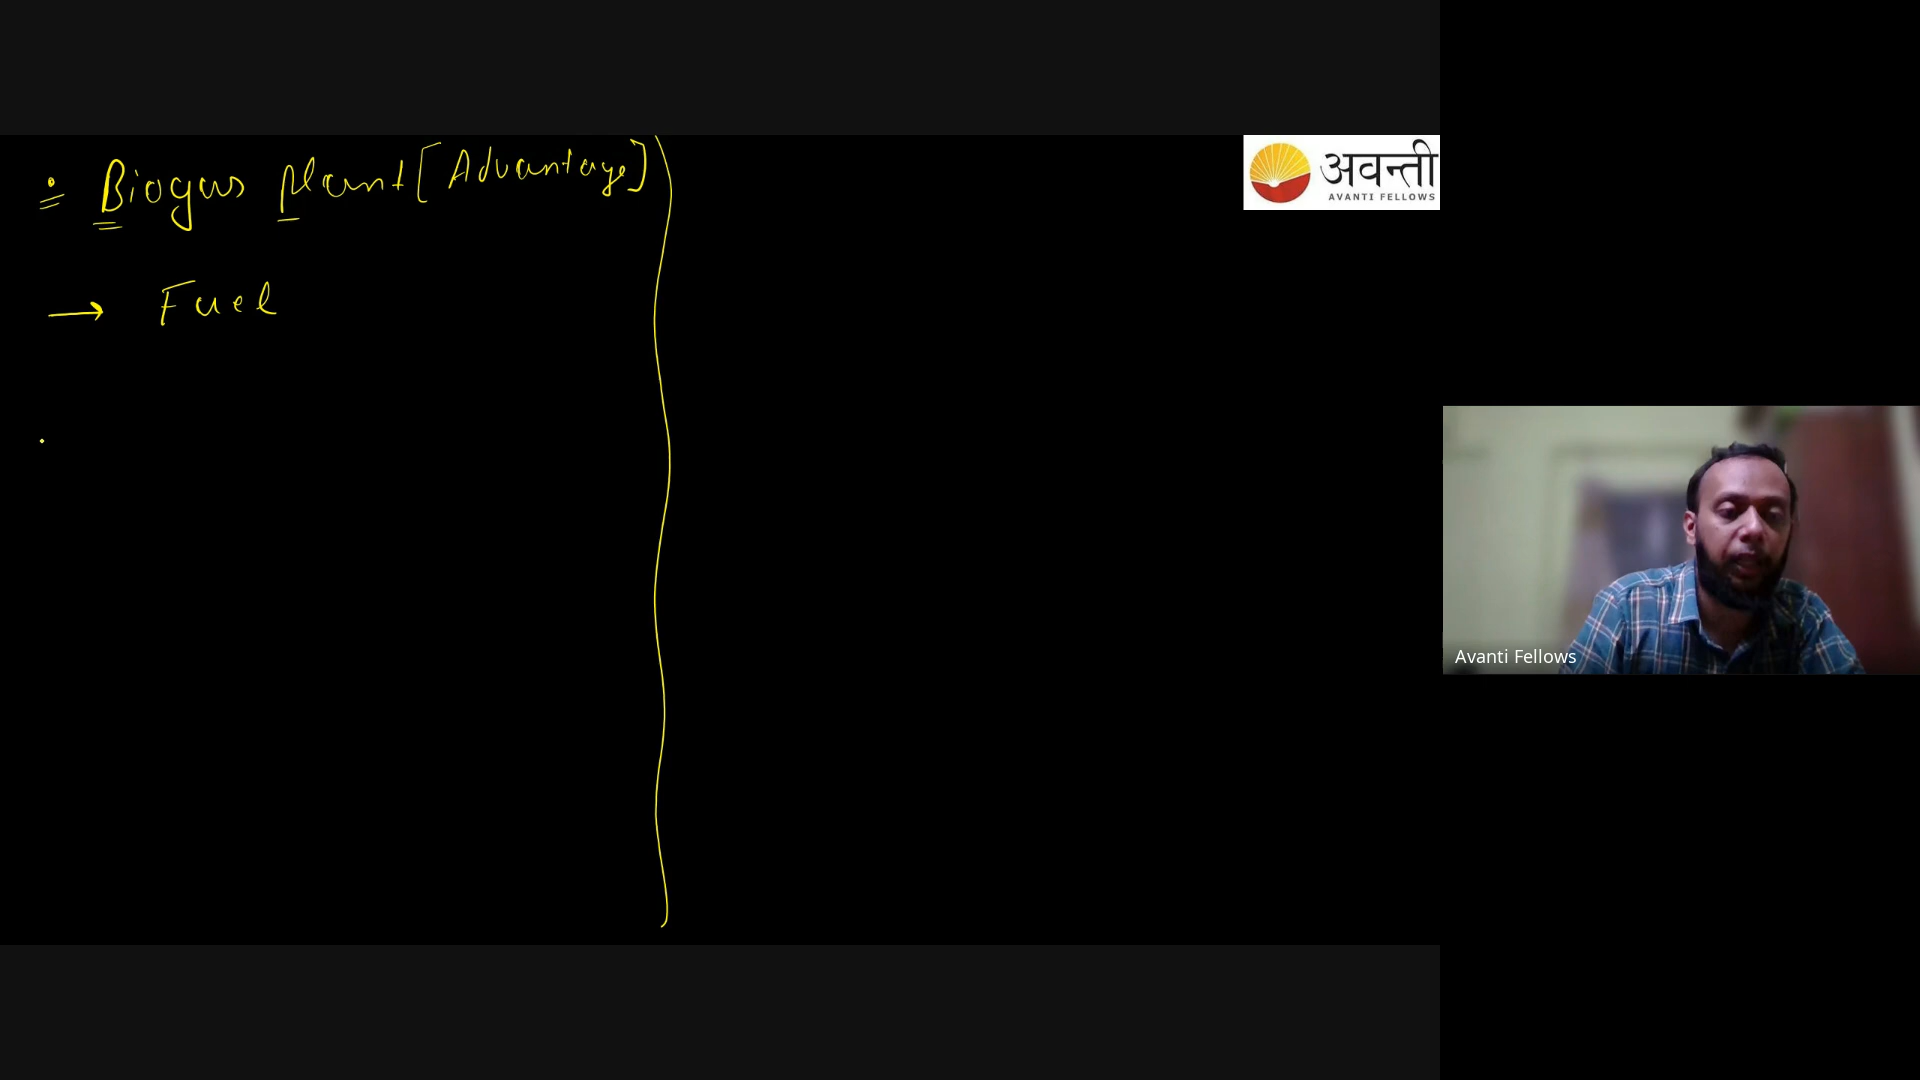 Biogas Plant [Advantage]
अवन्ती
AVANTI FELLOWS
→ Fuel
Avanti Fellows